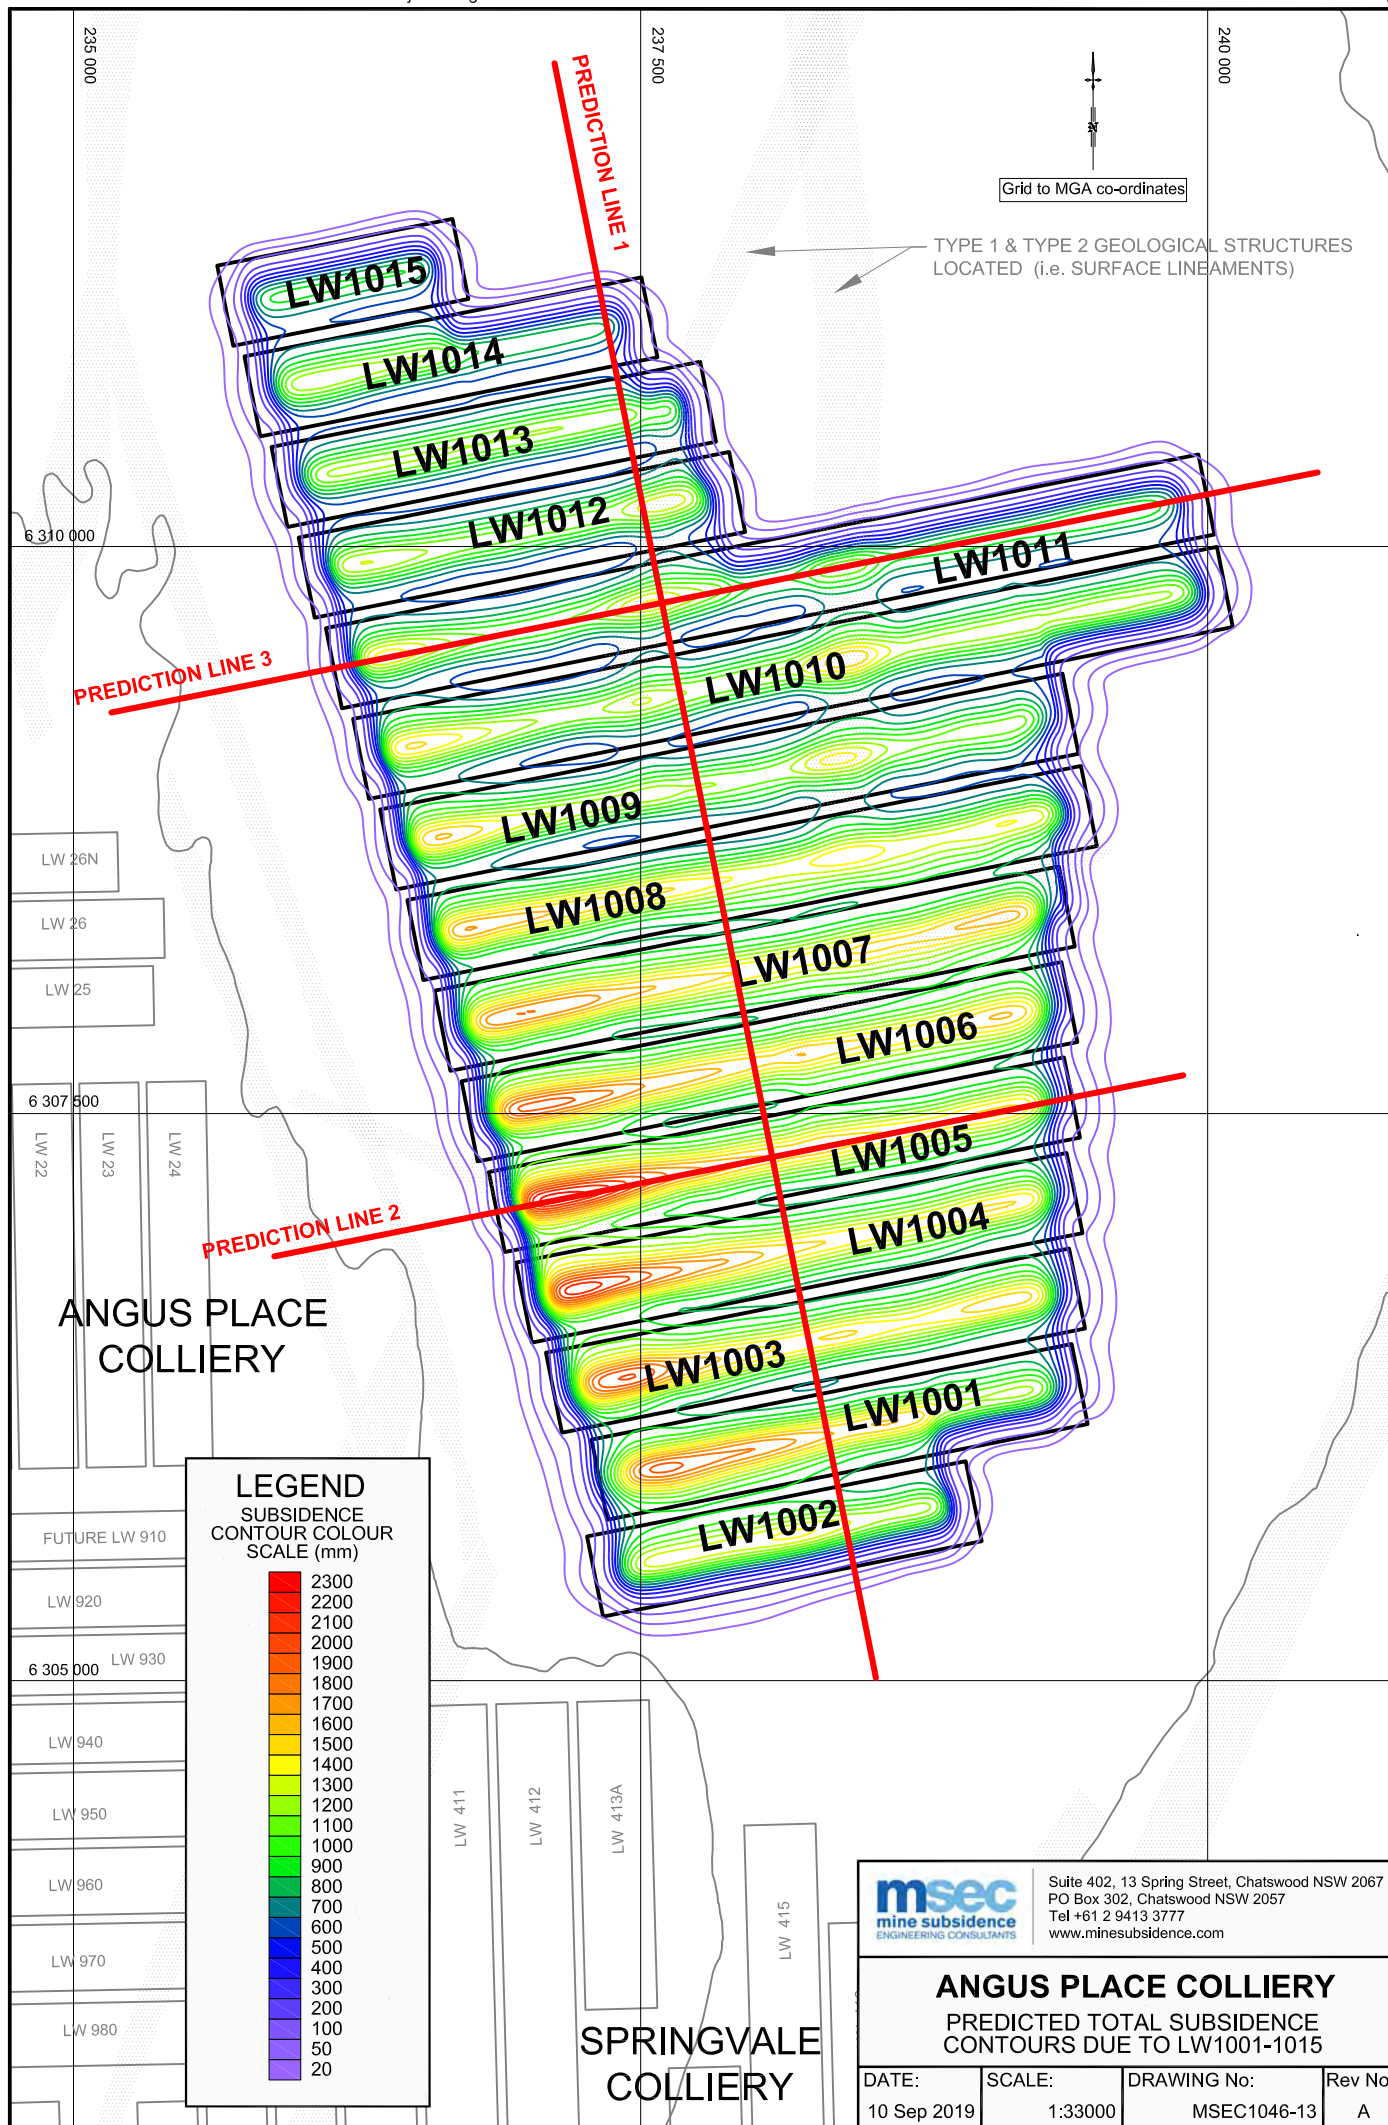 235 000
237 500
240 000
PREDICTION LINE 1
Grid to MGA co-ordinates
TYPE 1 & TYPE 2 GEOLOGICAL STRUCTURES
LOCATED (i.e. SURFACE LINEAMENTS)
LW1015
LW1014
LW1013
LW1012
6 310 000
LW1011
PREDICTION LINE 3
LW1010
LW1009
LW 26N
LW1008
LW 26
LW1007
LW 25
LW1006
6 307 500
LW 22
LW 23
LW 24
LW1005
PREDICTION LINE 2
LW1004
ANGUS PLACE
COLLIERY
LW1003
LW1001
LW1002
LEGEND
SUBSIDENCE
CONTOUR COLOUR
SCALE (mm)
2300
2200
2100
2000
1900
1800
1700
1600
1500
1400
1300
1200
1100
1000
900
800
700
600
500
400
300
200
100
50
20
FUTURE LW 910
LW 920
LW 930
6 305 000
LW 940
LW 950
LW 960
LW 970
LW 980
LW 411
LW 412
LW 413A
LW 415
SPRINGVALE
COLLIERY
msec
mine subsidence
ENGINEERING CONSULTANTS
Suite 402, 13 Spring Street, Chatswood NSW 2067
PO Box 302, Chatswood NSW 2057
Tel +61 2 9413 3777
www.minesubsidence.com
ANGUS PLACE COLLIERY
PREDICTED TOTAL SUBSIDENCE
CONTOURS DUE TO LW1001-1015
DATE:
10 Sep 2019
SCALE:
1:33000
DRAWING No:
MSEC1046-13
Rev No
A